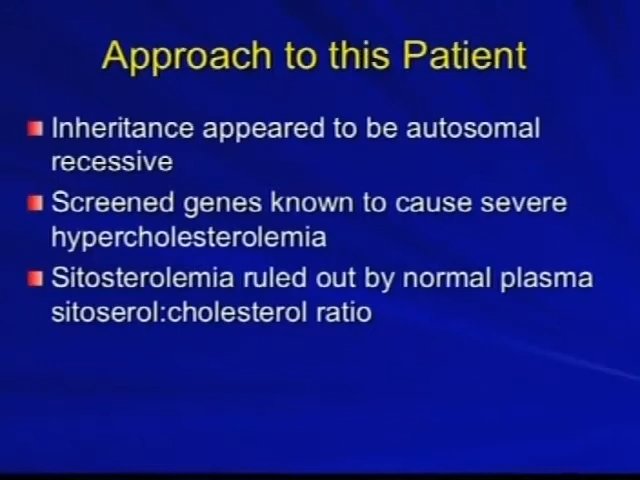 Approach to this Patient
Inheritance appeared to be autosomal
recessive
Screened genes known to cause severe
hypercholesterolemia
Sitosterolemia ruled out by normal plasma
sitoserol:cholesterol ratio